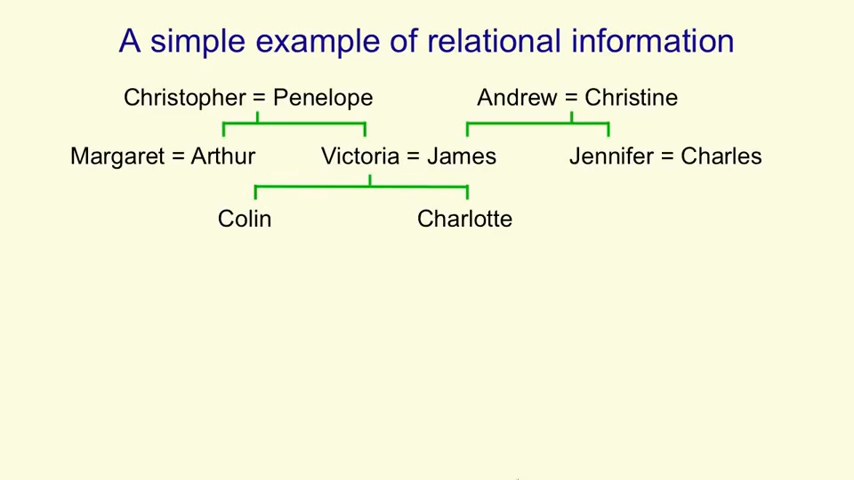 A simple example of relational information
Christopher = Penelope Andrew = Christine
Margaret = Arthur Victoria = James Jennifer = Charles
Colin Charlotte